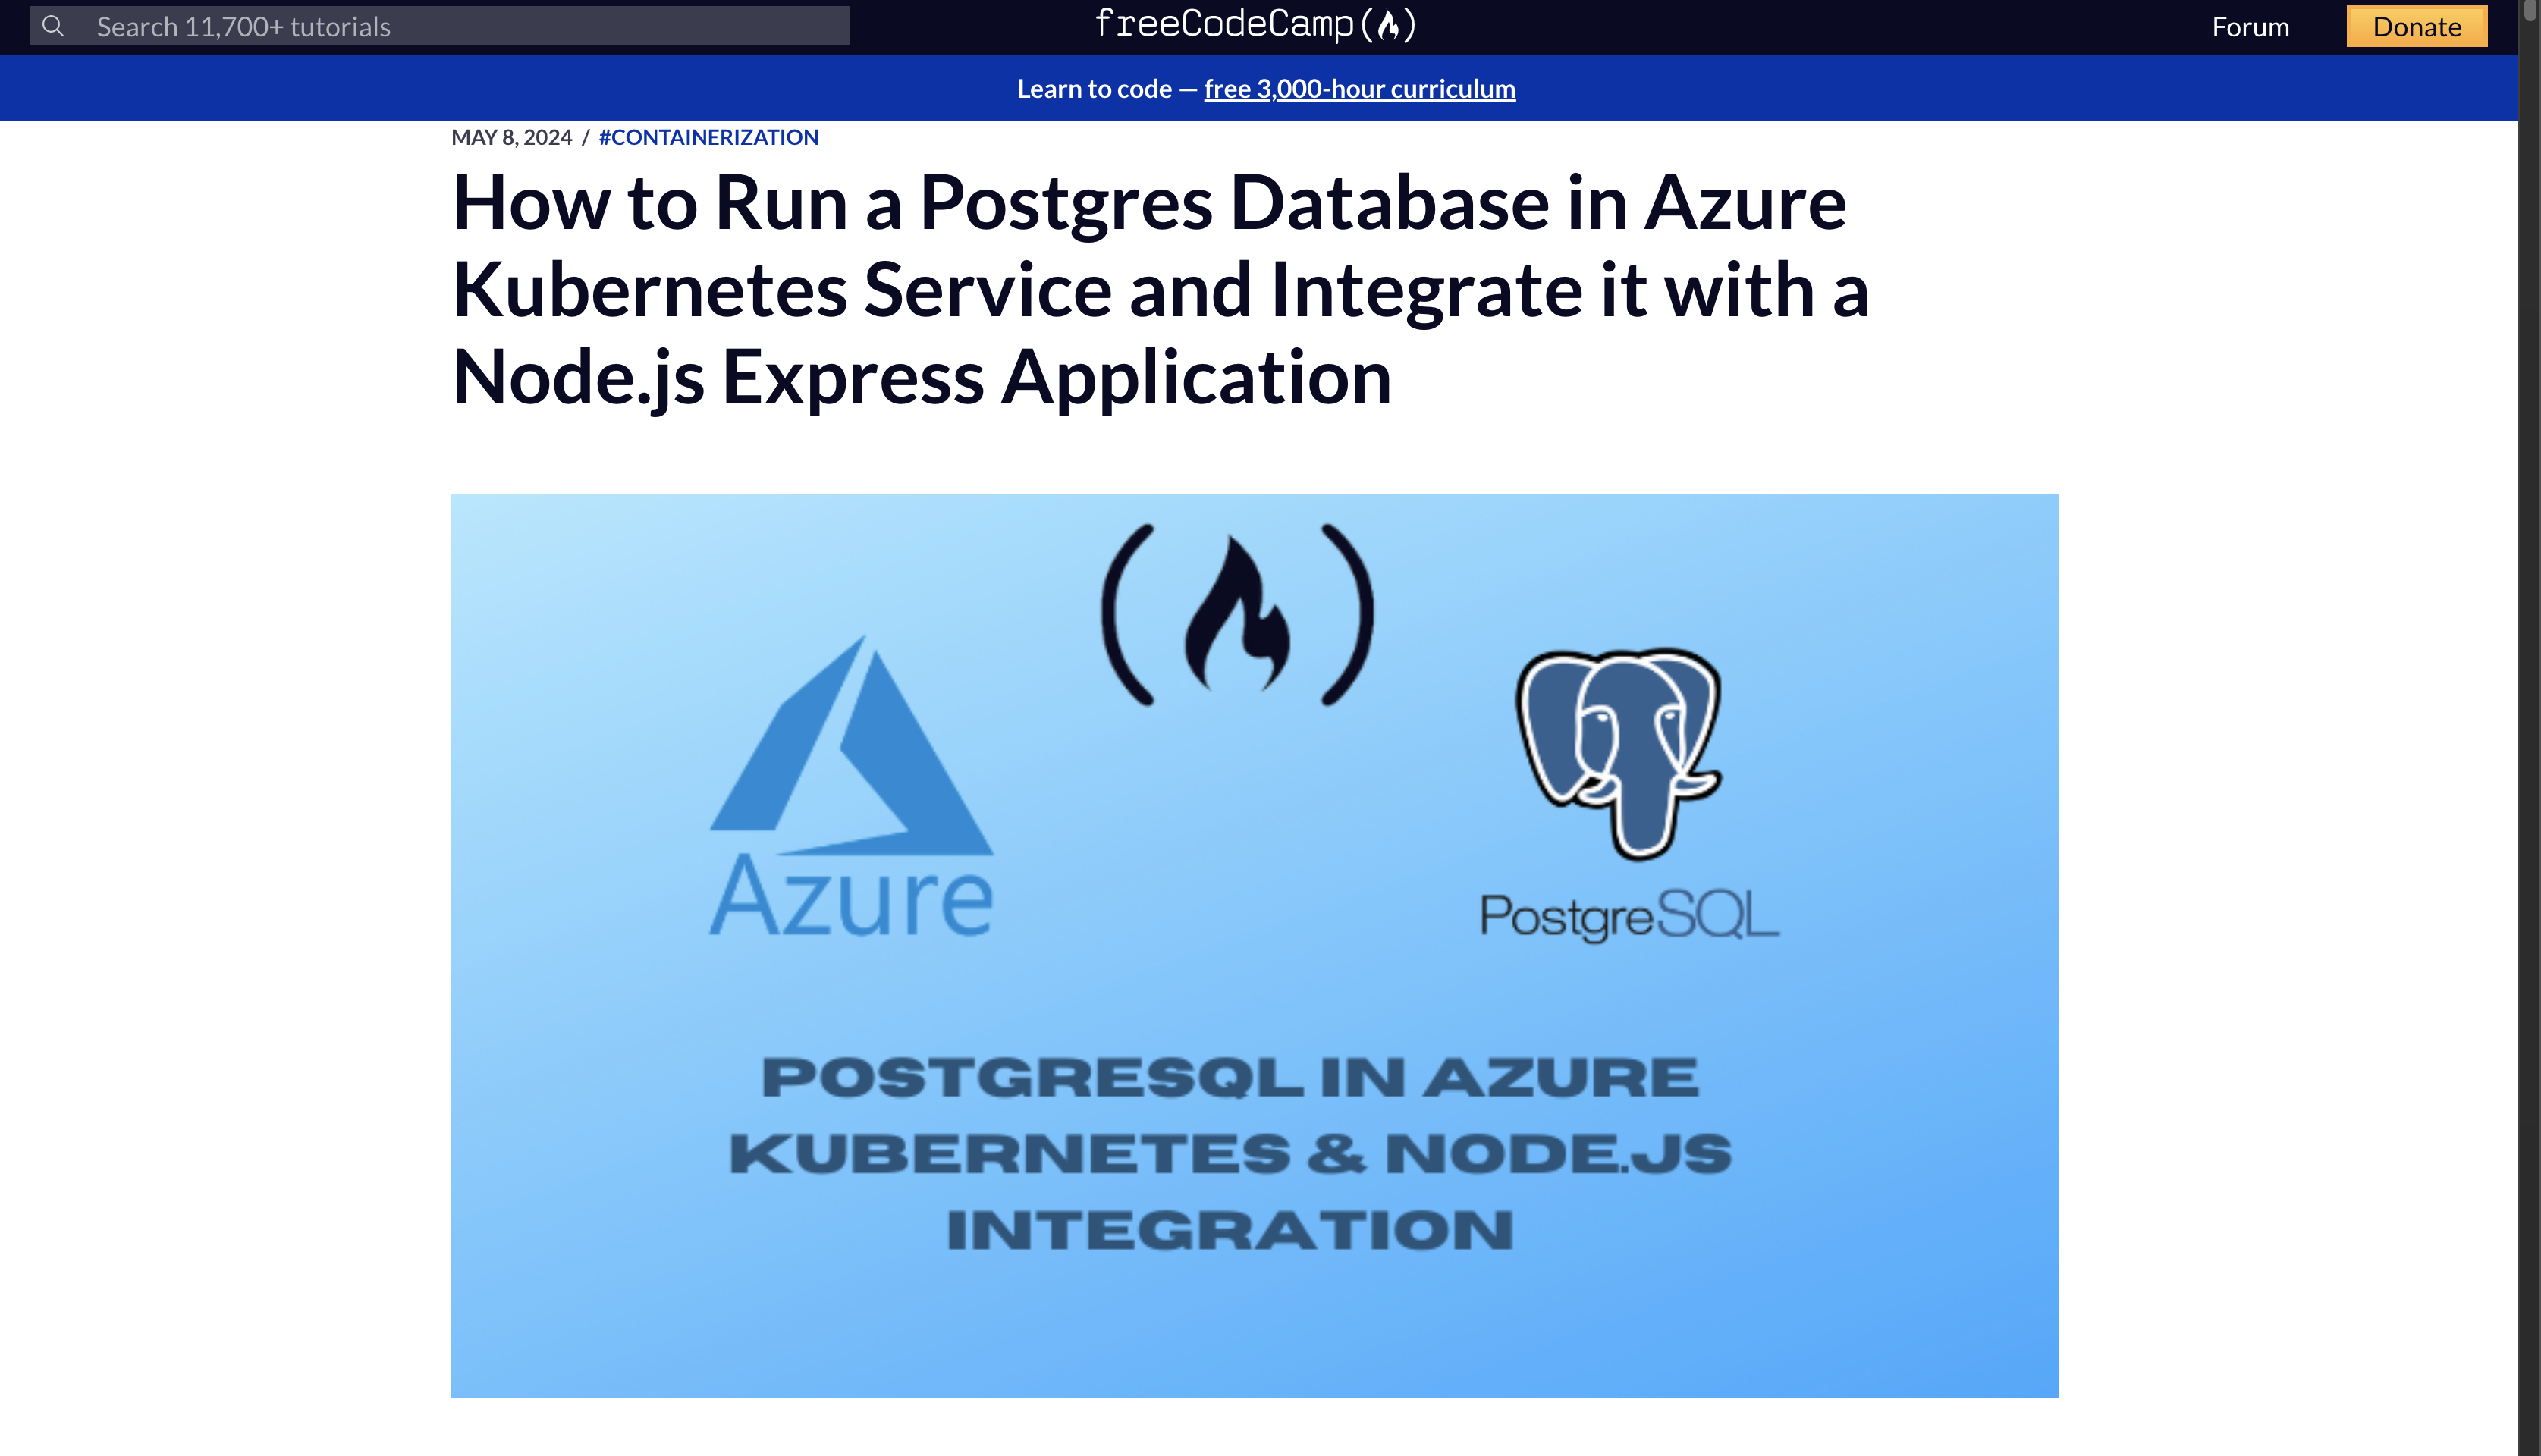 Search 11,700+ tutorials
freeCodeCamp(🔥)
Forum
Donate
Learn to code — free 3,000-hour curriculum
MAY 8, 2024 / #CONTAINERIZATION
How to Run a Postgres Database in Azure
Kubernetes Service and Integrate it with a
Node.js Express Application
Azure
PostgreSQL
POSTGRESQL IN AZURE
KUBERNETES & NODE.JS
INTEGRATION